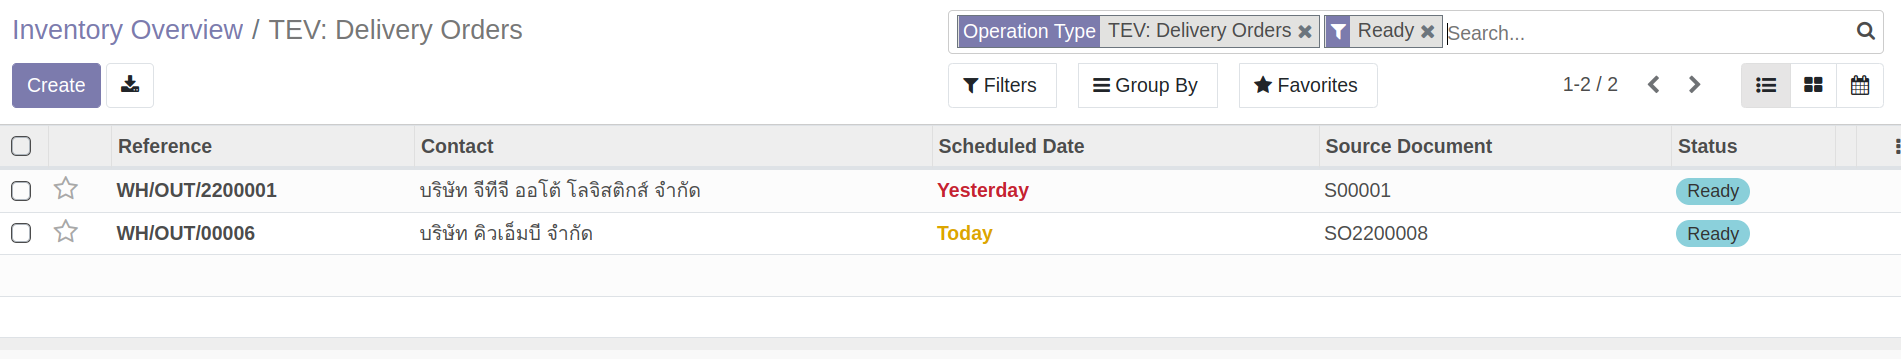 Inventory Overview / TEV: Delivery Orders
Operation Type TEV: Delivery Orders Ready Search...
Create Filters Group By Favorites 1-2 / 2
Reference Contact Scheduled Date Source Document Status
WH/OUT/2200001 บริษัท จีทีจี ออโต้ โลจิสติกส์ จำกัด Yesterday S00001 Ready
WH/OUT/00006 บริษัท คิวเอ็มบี จำกัด Today SO2200008 Ready